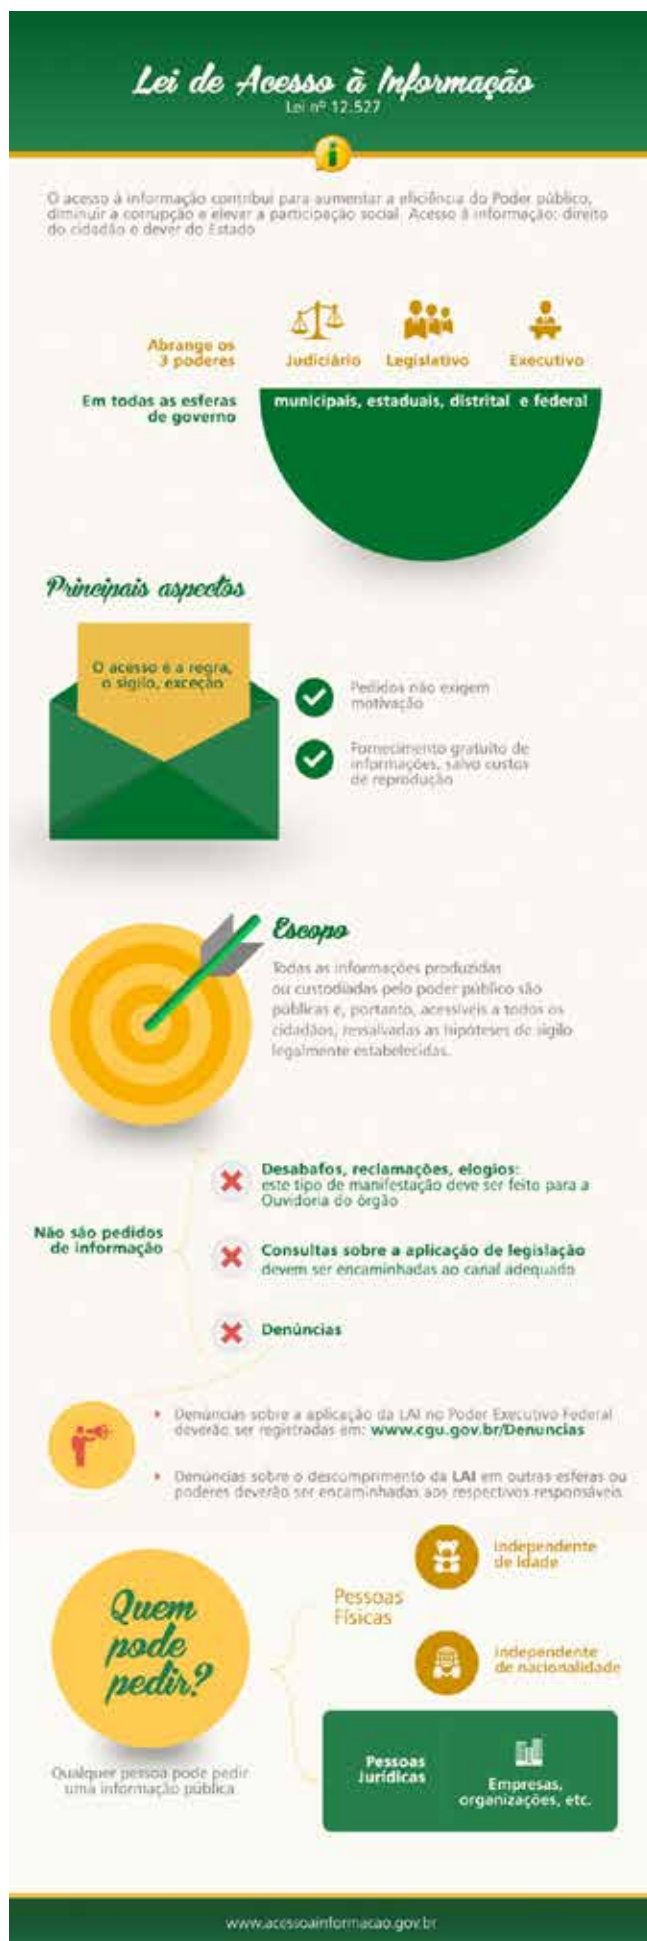 Lei de Acesso à Informação
Lei nº 12.527
O acesso à informação contribui para aumentar a eficiência do Poder público,
diminuir a corrupção e elevar a participação social. Acesso à informação: direito
do cidadão e dever do Estado
Abrange os
3 poderes
Judiciário
Legislativo
Executivo
Em todas as esferas
de governo
municipais, estaduais, distrital e federal
Principais aspectos
O acesso é a regra,
o sigilo, exceção
Pedidos não exigem
motivação
Fornecimento gratuito de
informações, salvo custos
de reprodução
Escopo
Todas as informações produzidas
ou custodiadas pelo poder público são
públicas e, portanto, acessíveis a todos os
cidadãos, ressalvadas as hipóteses de sigilo
legalmente estabelecidas.
Não são pedidos
de informação
Desabafos, reclamações, elogios:
este tipo de manifestação deve ser feito para a
Ouvidoria do órgão
Consultas sobre a aplicação de legislação
devem ser encaminhadas ao canal adequado
Denúncias
Denúncias sobre a aplicação da LAI no Poder Executivo Federal
deverão ser registradas em: www.cgu.gov.br/Denuncias
Denúncias sobre o descumprimento da LAI em outras esferas ou
poderes deverão ser encaminhadas aos respectivos responsáveis
Quem
pode
pedir?
Qualquer pessoa pode pedir
uma informação pública
Pessoas
Físicas
independente
de idade
independente
de nacionalidade
Pessoas
Jurídicas
Empresas,
organizações, etc.
www.acessoainformacao.gov.br